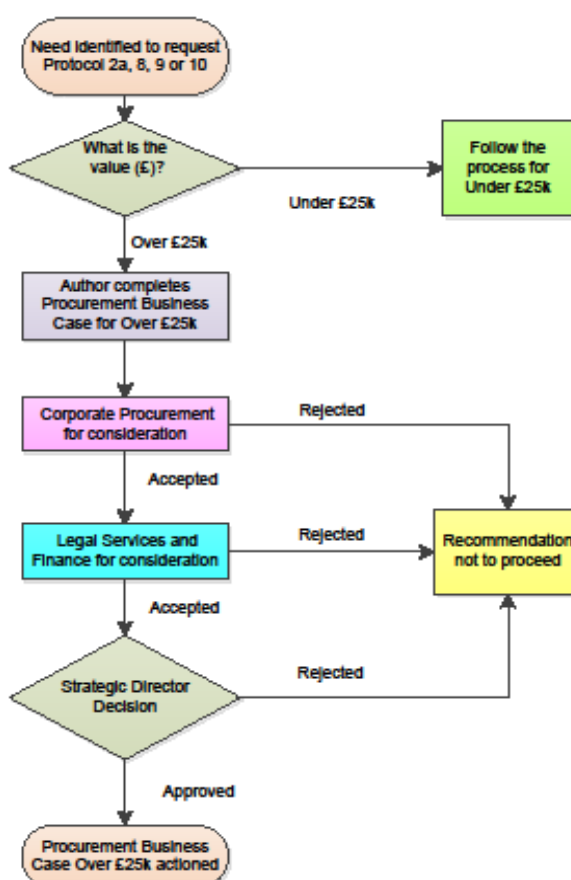 Need identified to request
Protocol 2a, 8, 9 or 10
What is the
value (£)?
Under £25k
Follow the
process for
Under £25k
Over £25k
Author completes
Procurement Business
Case for Over £25k
Corporate Procurement
for consideration
Rejected
Accepted
Legal Services and
Finance for consideration
Rejected
Recommendation
not to proceed
Accepted
Strategic Director
Decision
Rejected
Approved
Procurement Business
Case Over £25k actioned